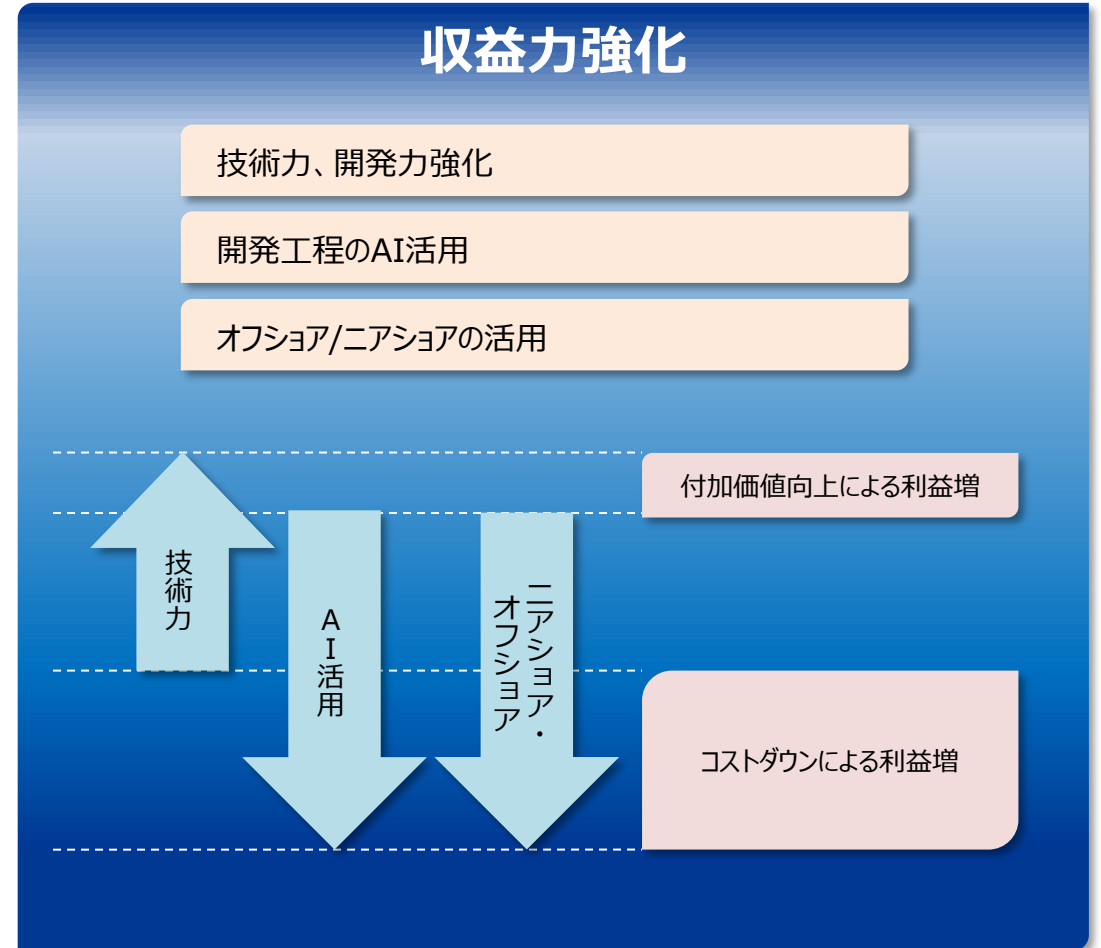 収益力強化
技術力、開発力強化
開発工程のAI活用
オフショア/ニアショアの活用
付加価値向上による利益増
技術力
AI活用
ニアショア・
オフショア
コストダウンによる利益増